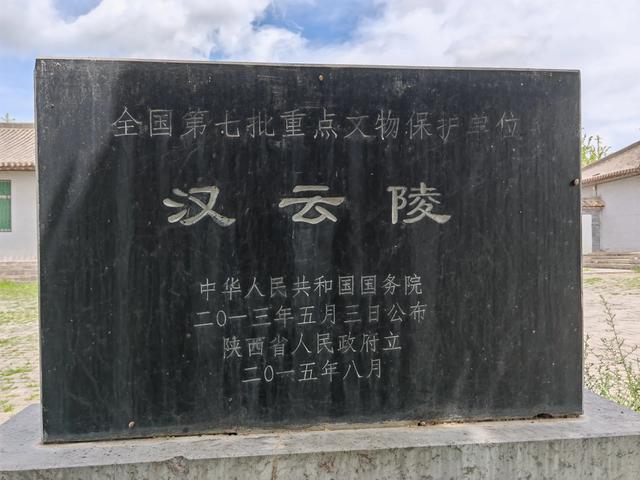 全国第七批重点文物保护单位
汉云陵
中华人民共和国国务院
二〇一三年五月三日公布
陕西省人民政府立
二〇一五年八月